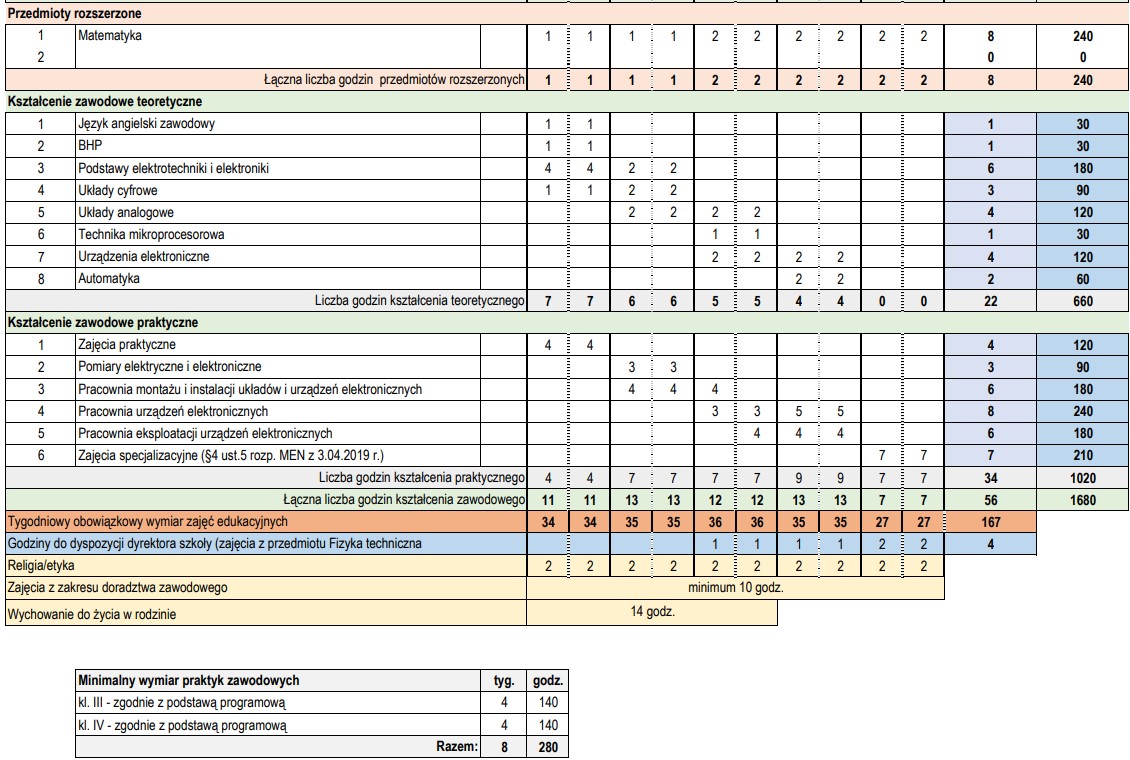 Przedmioty rozszerzone
1 Matematyka 1 1 1 1 2 2 2 2 2 2 8 240
2 0 0
Łączna liczba godzin przedmiotów rozszerzonych 1 1 1 1 2 2 2 2 2 2 8 240
Kształcenie zawodowe teoretyczne
1 Język angielski zawodowy 1 1 1 30
2 BHP 1 1 1 30
3 Podstawy elektrotechniki i elektroniki 4 4 2 2 6 180
4 Układy cyfrowe 1 1 2 2 3 90
5 Układy analogowe 2 2 2 2 4 120
6 Technika mikroprocesorowa 1 1 1 30
7 Urządzenia elektroniczne 2 2 2 2 4 120
8 Automatyka 2 2 2 60
Liczba godzin kształcenia teoretycznego 7 7 6 6 5 5 4 4 0 0 22 660
Kształcenie zawodowe praktyczne
1 Zajęcia praktyczne 4 4 4 120
2 Pomiary elektryczne i elektroniczne 3 3 3 90
3 Pracownia montażu i instalacji układów i urządzeń elektronicznych 4 4 4 6 180
4 Pracownia urządzeń elektronicznych 3 3 5 5 8 240
5 Pracownia eksploatacji urządzeń elektronicznych 4 4 4 6 180
6 Zajęcia specjalizacyjne (§4 ust.5 rozp. MEN z 3.04.2019 r.) 7 7 7 210
Liczba godzin kształcenia praktycznego 4 4 7 7 7 7 9 9 7 7 34 1020
Łączna liczba godzin kształcenia zawodowego 11 11 13 13 12 12 13 13 7 7 56 1680
Tygodniowy obowiązkowy wymiar zajęć edukacyjnych 34 34 35 35 36 36 35 35 27 27 167
Godziny do dyspozycji dyrektora szkoły (zajęcia z przedmiotu Fizyka techniczna 1 1 1 1 2 2 4
Religia/etyka 2 2 2 2 2 2 2 2 2 2
Zajęcia z zakresu doradztwa zawodowego minimum 10 godz.
Wychowanie do życia w rodzinie 14 godz.
Minimalny wymiar praktyk zawodowych tyg. godz.
kl. III - zgodnie z podstawą programową 4 140
kl. IV - zgodnie z podstawą programową 4 140
Razem: 8 280